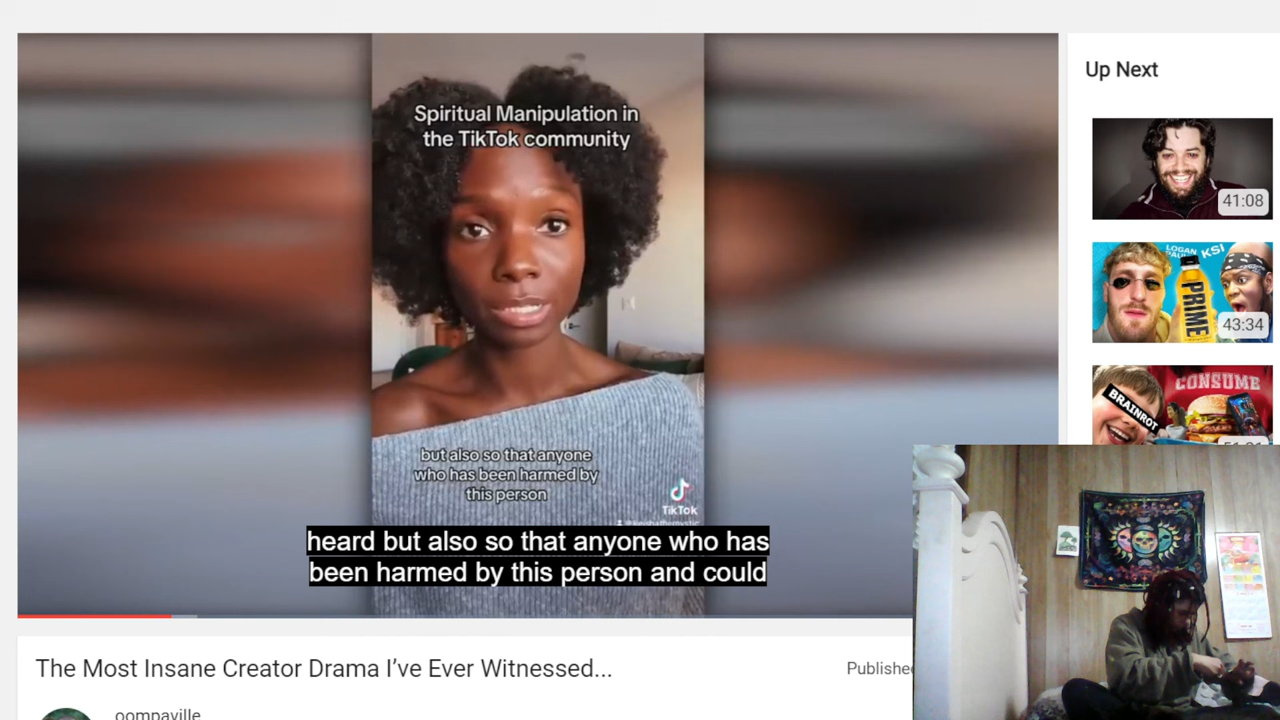 Spiritual Manipulation in
the TikTok community
but also so that anyone
who has been harmed by
this person
TikTok
heard but also so that anyone who has
been harmed by this person and could
The Most Insane Creator Drama I’ve Ever Witnessed...
oompaville
Up Next
41:08
LOGAN
PAUL
KSI
PRIME
43:34
CONSUME
BRAINROT